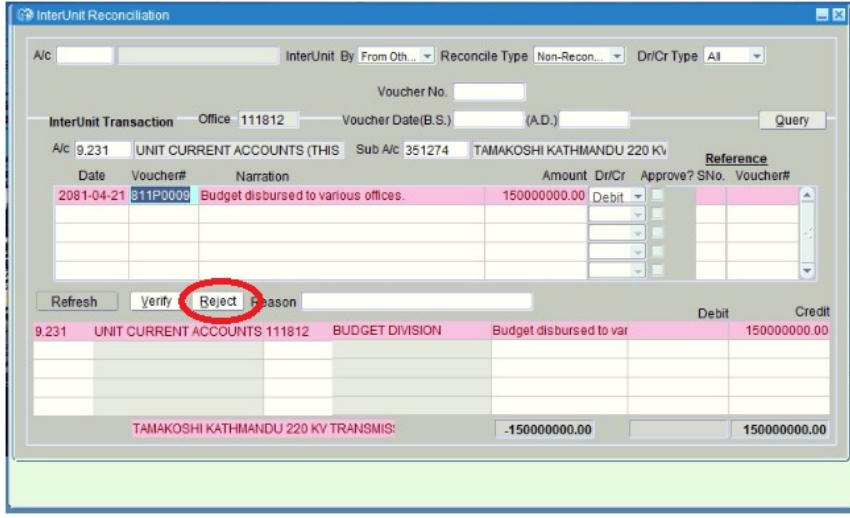 InterUnit Reconciliation
A/c InterUnit By From Oth... Reconcile Type Non-Recon... Dr/Cr Type All
Voucher No.
InterUnit Transaction Office 111812 Voucher Date(B.S.) (A.D.) Query
A/c 9.231 UNIT CURRENT ACCOUNTS (THIS Sub A/c 351274 TAMAKOSHI KATHMANDU 220 KV
Reference
Date Voucher# Narration Amount Dr/Cr Approve? SNo. Voucher#
2081-04-21 811P0009 Budget disbursed to various offices. 150000000.00 Debit
Refresh Verify Reject Reason
Debit Credit
9.231 UNIT CURRENT ACCOUNTS 111812 BUDGET DIVISION Budget disbursed to var 150000000.00
TAMAKOSHI KATHMANDU 220 KV TRANSMIS -150000000.00 150000000.00